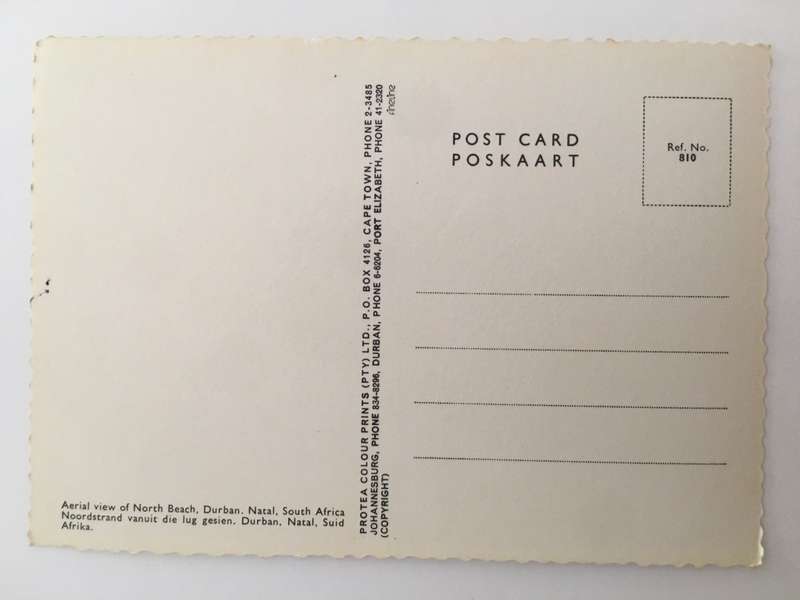 POST CARD
POSKAART
Ref. No.
810
PROTEA COLOUR PRINTS (PTY) LTD., P.O. BOX 4126, CAPE TOWN, PHONE 2-3485
JOHANNESBURG, PHONE 834-8296, DURBAN, PHONE 6-6204, PORT ELIZABETH, PHONE 41-2320
(COPYRIGHT)
Aerial view of North Beach, Durban. Natal, South Africa
Noordstrand vanuit die lug gesien. Durban, Natal, Suid
Afrika.